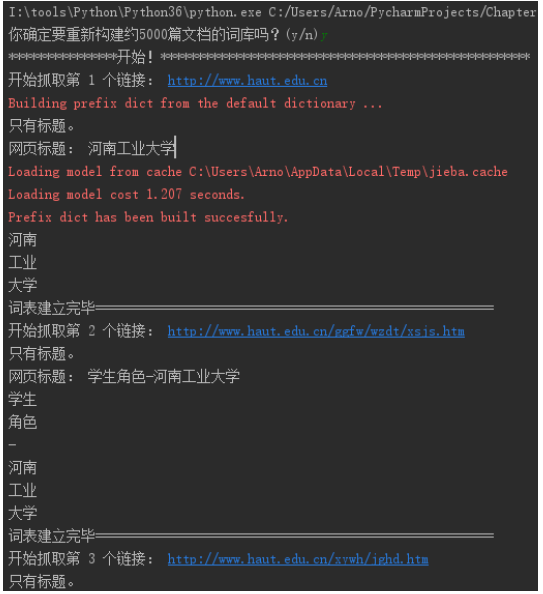 I:\tools\Python\Python36\python.exe C:/Users/Arno/PycharmProjects/Chapter
你确定要重新构建约5000篇文档的词库吗？(y/n)y
***************开始！***************************************************
开始抓取第 1 个链接： http://www.haut.edu.cn
Building prefix dict from the default dictionary ...
只有标题。
网页标题： 河南工业大学
Loading model from cache C:\Users\Arno\AppData\Local\Temp\jieba.cache
Loading model cost 1.207 seconds.
Prefix dict has been built succesfully.
河南
工业
大学
词表建立完毕=======================================================
开始抓取第 2 个链接： http://www.haut.edu.cn/ggfw/wzdt/xsjs.htm
只有标题。
网页标题： 学生角色-河南工业大学
学生
角色
-
河南
工业
大学
词表建立完毕=======================================================
开始抓取第 3 个链接： http://www.haut.edu.cn/xywh/jghd.htm
只有标题。